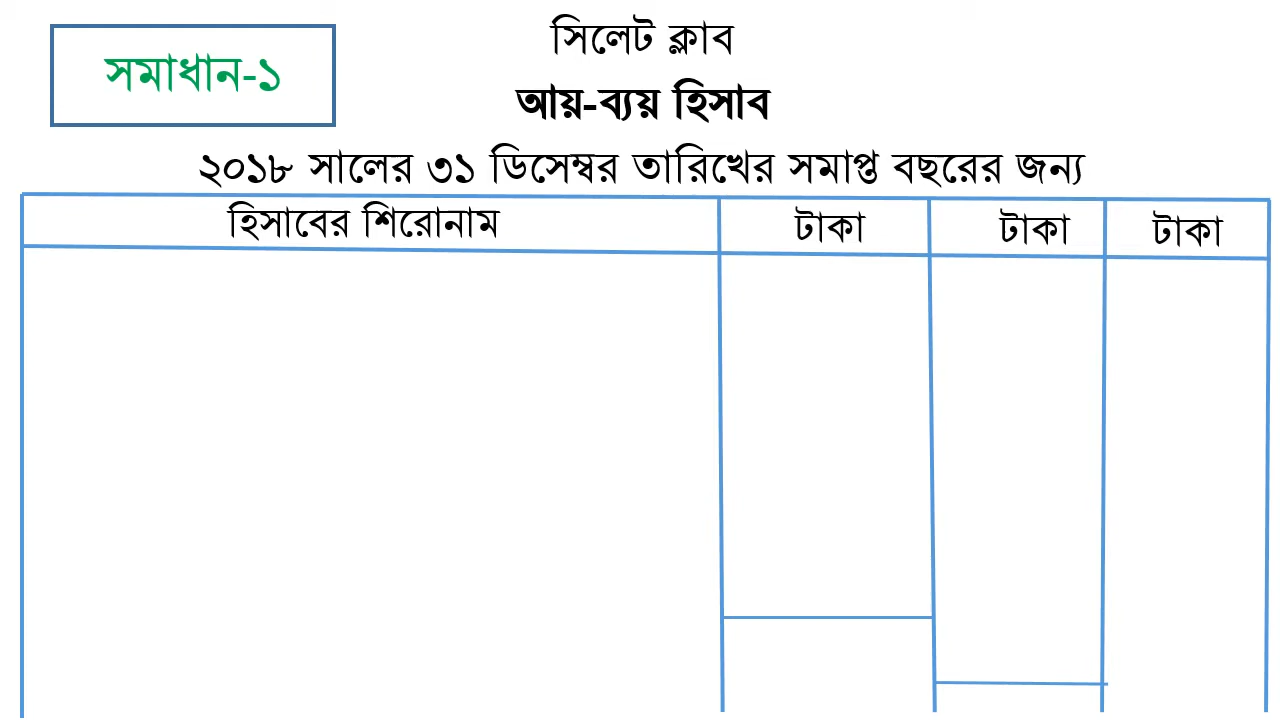 সমাধান-১
সিলেট ক্লাব
আয়-ব্যয় হিসাব
২০১৮ সালের ৩১ ডিসেম্বর তারিখের সমাপ্ত বছরের জন্য
হিসাবের শিরোনাম টাকা টাকা টাকা